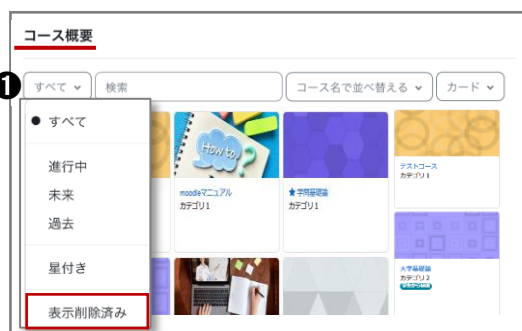 コース概要
❶
すべて
検索
コース名で並べ替える
カード
すべて
進行中
未来
過去
星付き
表示削除済み
How to
?
moodleマニュアル
カテゴリ1
★学問基礎論
カテゴリ1
テストコース
カテゴリ1
大学基礎論
カテゴリ2